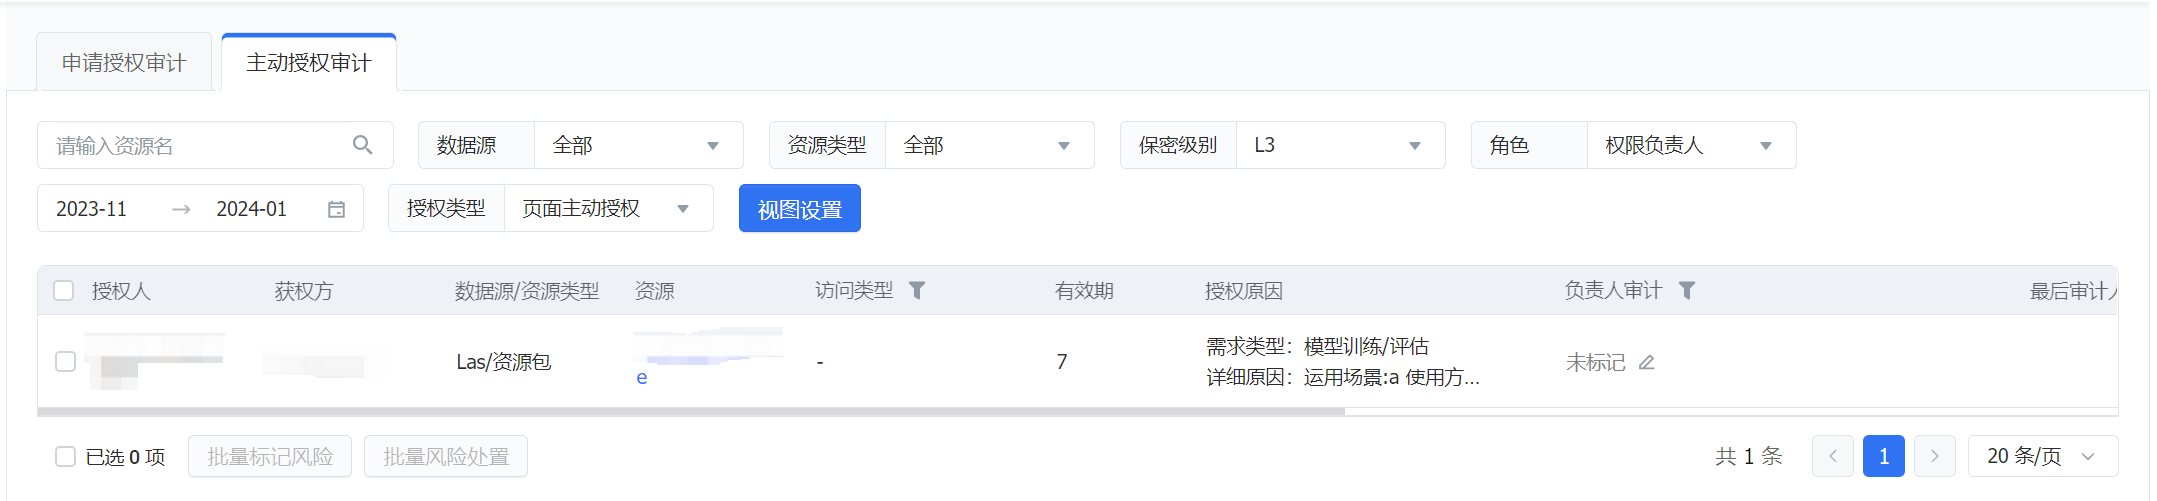 申请授权审计
主动授权审计
请输入资源名
数据源 全部
资源类型 全部
保密级别 L3
角色 权限负责人
2023-11 → 2024-01
授权类型 页面主动授权
视图设置
授权人 获权方 数据源/资源类型 资源 访问类型 有效期 授权原因 负责人审计 最后审计人
Las/资源包 e - 7 需求类型：模型训练/评估 未标记
详细原因：运用场景:a 使用方...
已选 0 项 批量标记风险 批量风险处置 共 1 条 1 20 条/页